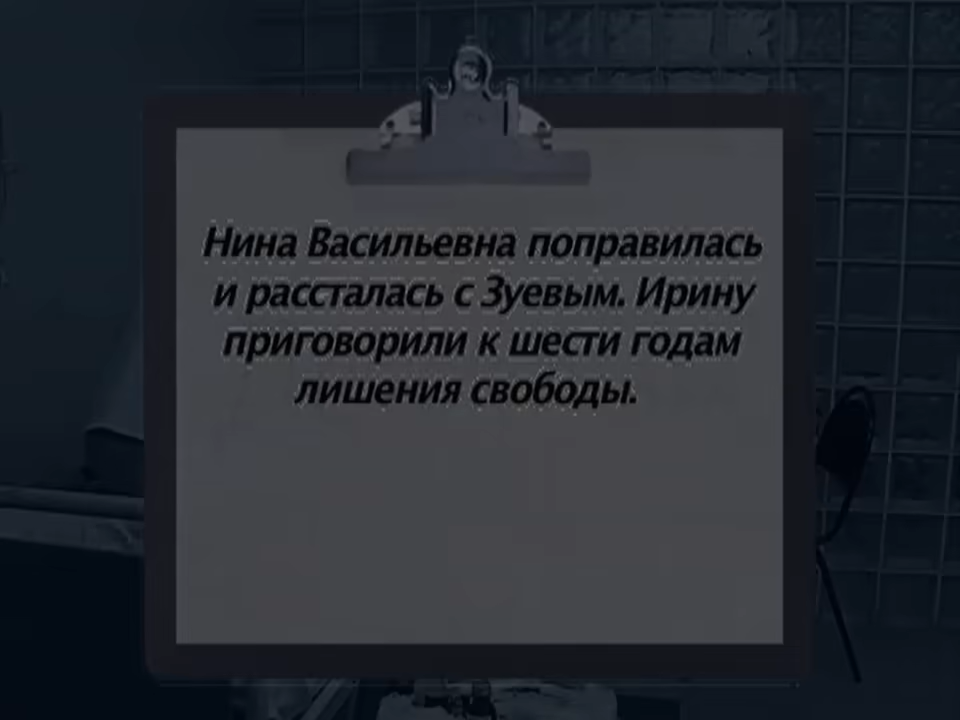 Нина Васильевна поправилась
и рассталась с Зуевым. Ирину
приговорили к шести годам
лишения свободы.